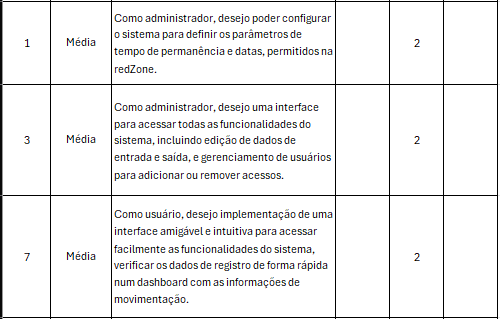 Como administrador, desejo poder configurar
o sistema para definir os parâmetros de
1 Média tempo de permanência e datas, permitidos na 2
redZone.
Como administrador, desejo uma interface
para acessar todas as funcionalidades do
3 Média sistema, incluindo edição de dados de 2
entrada e saída, e gerenciamento de usuários
para adicionar ou remover acessos.
Como usuário, desejo implementação de uma
interface amigável e intuitiva para acessar
facilmente as funcionalidades do sistema,
7 Média verificar os dados de registro de forma rápida 2
num dashboard com as informações de
movimentação.